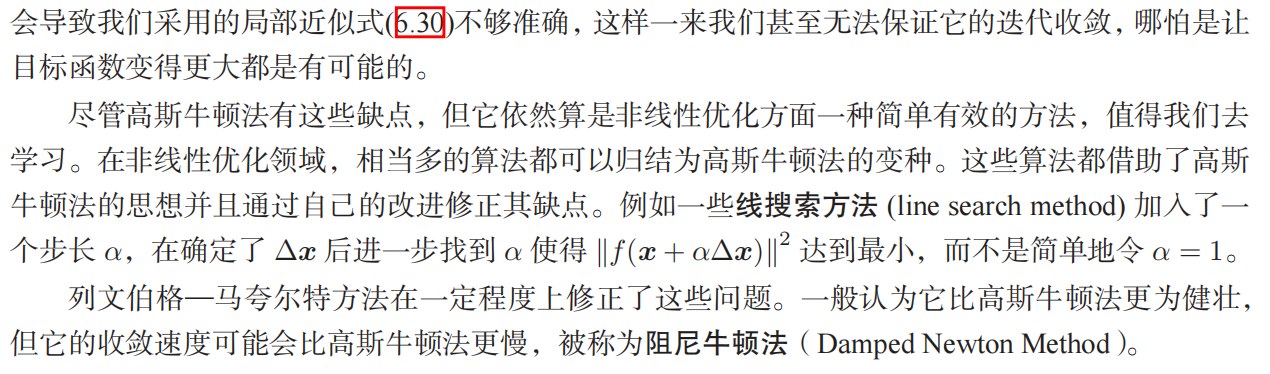 会导致我们采用的局部近似式(6.30)不够准确，这样一来我们甚至无法保证它的迭代收敛，哪怕是让
目标函数变得更大都是有可能的。
尽管高斯牛顿法有这些缺点，但它依然算是非线性优化方面一种简单有效的方法，值得我们去
学习。在非线性优化领域，相当多的算法都可以归结为高斯牛顿法的变种。这些算法都借助了高斯
牛顿法的思想并且通过自己的改进修正其缺点。例如一些线搜索方法 (line search method) 加入了一
个步长 α，在确定了 Δx 后进一步找到 α 使得 ‖f(x + αΔx)‖² 达到最小，而不是简单地令 α = 1。
列文伯格—马夸尔特方法在一定程度上修正了这些问题。一般认为它比高斯牛顿法更为健壮，
但它的收敛速度可能会比高斯牛顿法更慢，被称为阻尼牛顿法（Damped Newton Method）。